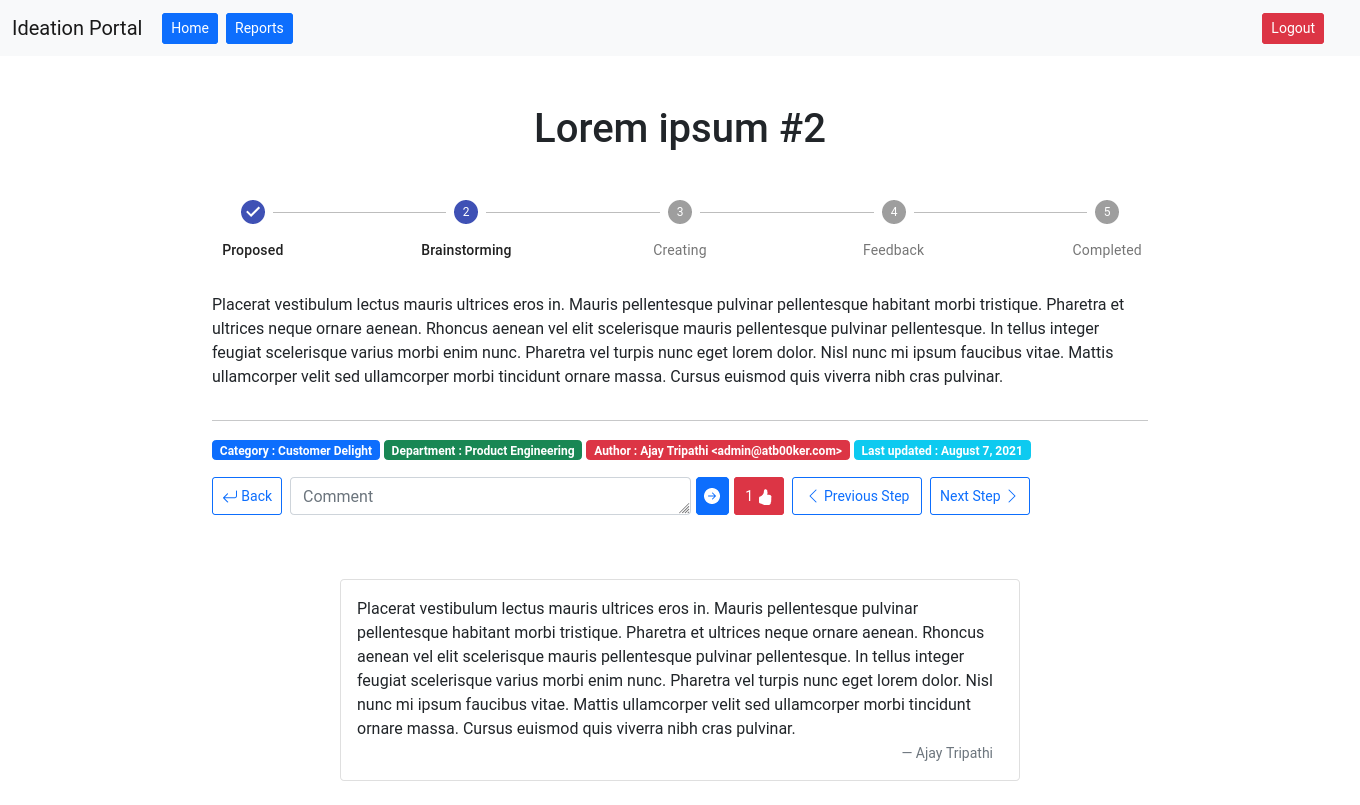 Ideation Portal Home Reports Logout
Lorem ipsum #2
2 3 4 5
Proposed Brainstorming Creating Feedback Completed
Placerat vestibulum lectus mauris ultrices eros in. Mauris pellentesque pulvinar pellentesque habitant morbi tristique. Pharetra et
ultrices neque ornare aenean. Rhoncus aenean vel elit scelerisque mauris pellentesque pulvinar pellentesque. In tellus integer
feugiat scelerisque varius morbi enim nunc. Pharetra vel turpis nunc eget lorem dolor. Nisl nunc mi ipsum faucibus vitae. Mattis
ullamcorper velit sed ullamcorper morbi tincidunt ornare massa. Cursus euismod quis viverra nibh cras pulvinar.
Category : Customer Delight Department : Product Engineering Author : Ajay Tripathi <admin@atb00ker.com> Last updated : August 7, 2021
Back Comment 1 Previous Step Next Step
Placerat vestibulum lectus mauris ultrices eros in. Mauris pellentesque pulvinar
pellentesque habitant morbi tristique. Pharetra et ultrices neque ornare aenean. Rhoncus
aenean vel elit scelerisque mauris pellentesque pulvinar pellentesque. In tellus integer
feugiat scelerisque varius morbi enim nunc. Pharetra vel turpis nunc eget lorem dolor. Nisl
nunc mi ipsum faucibus vitae. Mattis ullamcorper velit sed ullamcorper morbi tincidunt
ornare massa. Cursus euismod quis viverra nibh cras pulvinar.
— Ajay Tripathi